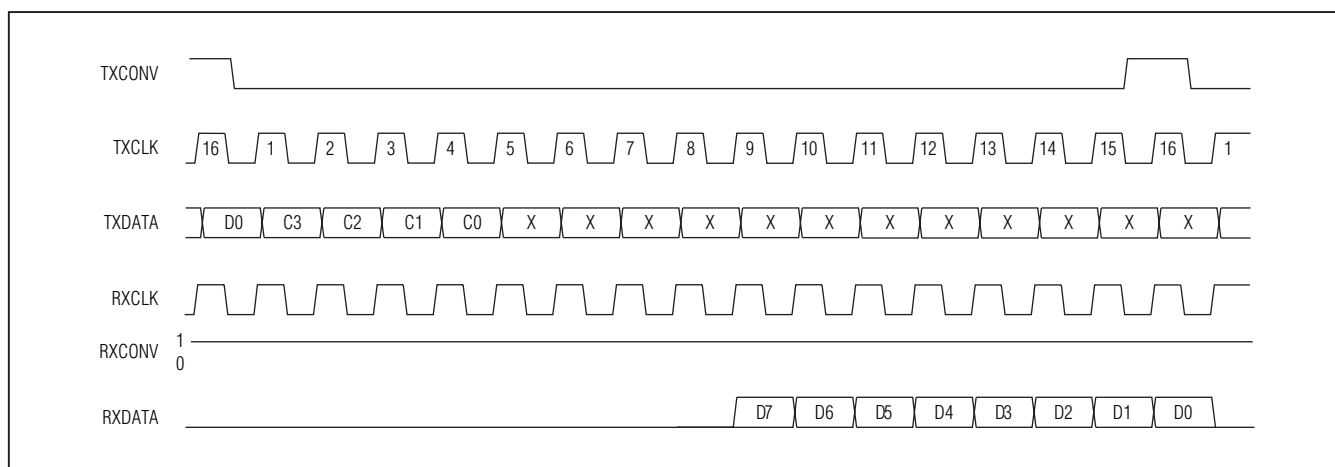 TXCONV
TXCLK 16 1 2 3 4 5 6 7 8 9 10 11 12 13 14 15 16 1
TXDATA D0 C3 C2 C1 C0 X X X X X X X X X X X X
RXCLK
RXCONV 1
0
RXDATA D7 D6 D5 D4 D3 D2 D1 D0